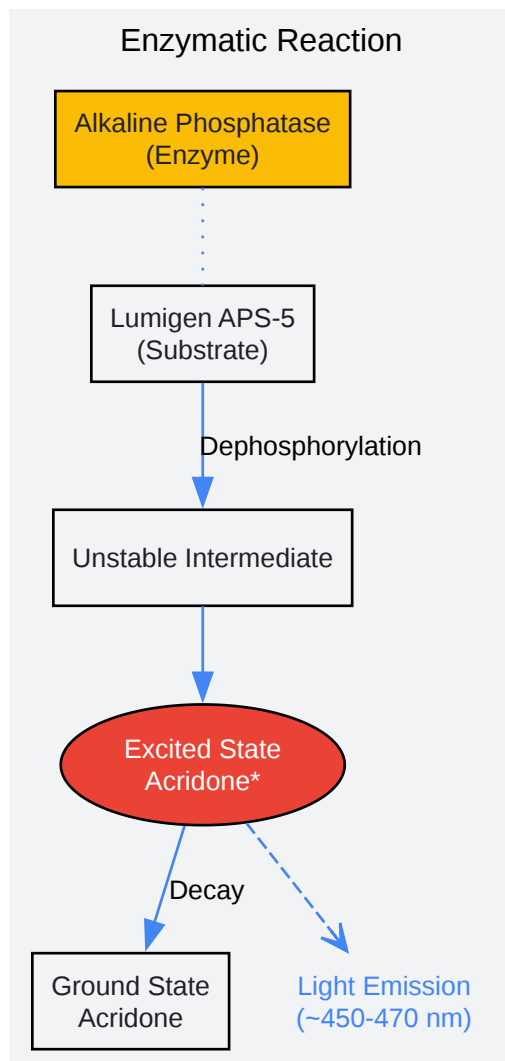 Enzymatic Reaction
Alkaline Phosphatase
(Enzyme)
Lumigen APS-5
(Substrate)
Dephosphorylation
Unstable Intermediate
Excited State
Acridone*
Decay
Ground State
Acridone
Light Emission
(~450-470 nm)